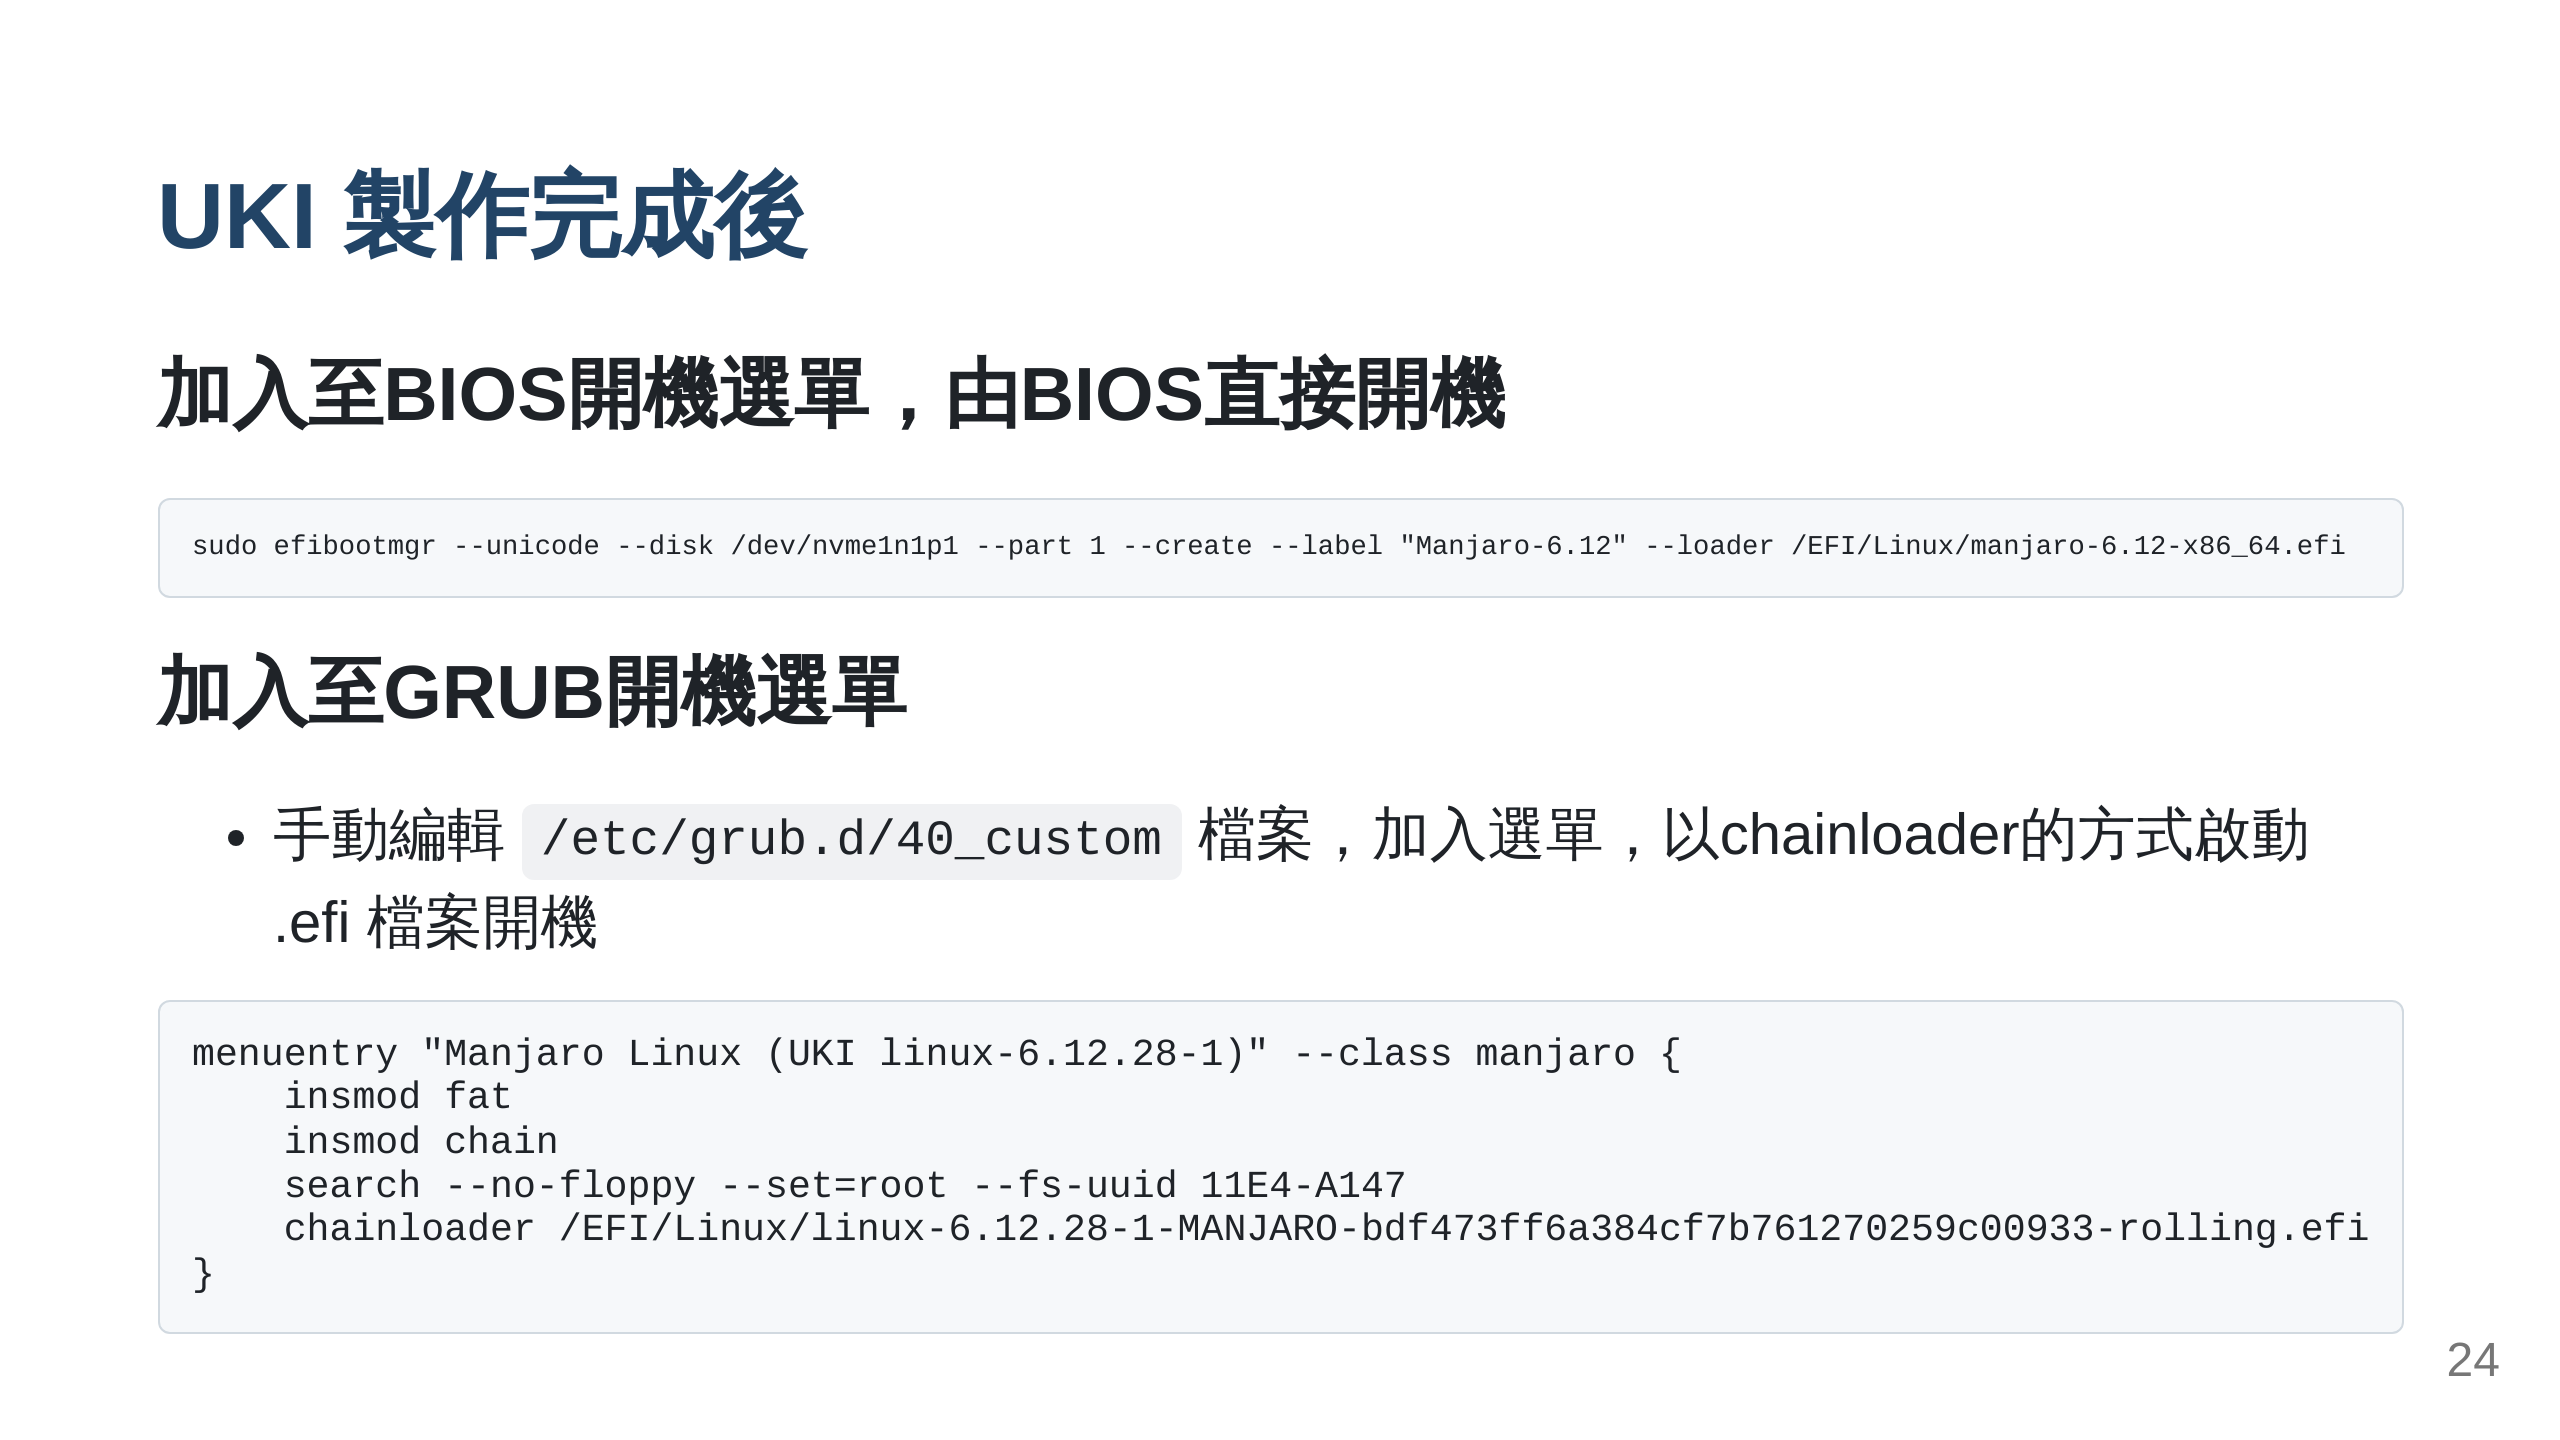 UKI 製作完成後
加入至BIOS開機選單，由BIOS直接開機
sudo efibootmgr --unicode --disk /dev/nvme1n1p1 --part 1 --create --label "Manjaro-6.12" --loader /EFI/Linux/manjaro-6.12-x86_64.efi
加入至GRUB開機選單
• 手動編輯 /etc/grub.d/40_custom 檔案，加入選單，以chainloader的方式啟動
.efi 檔案開機
menuentry "Manjaro Linux (UKI linux-6.12.28-1)" --class manjaro {
    insmod fat
    insmod chain
    search --no-floppy --set=root --fs-uuid 11E4-A147
    chainloader /EFI/Linux/linux-6.12.28-1-MANJARO-bdf473ff6a384cf7b761270259c00933-rolling.efi
}
24